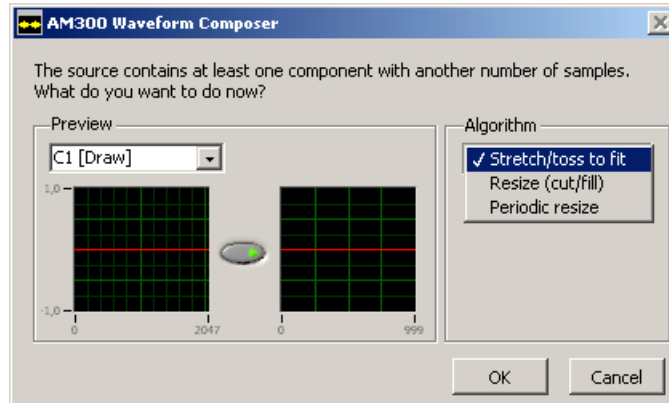 AM300 Waveform Composer
The source contains at least one component with another number of samples.
What do you want to do now?
Preview
C1 [Draw]
1,0
-1,0
0
2047
0
999
Algorithm
✓ Stretch/toss to fit
Resize (cut/fill)
Periodic resize
OK
Cancel